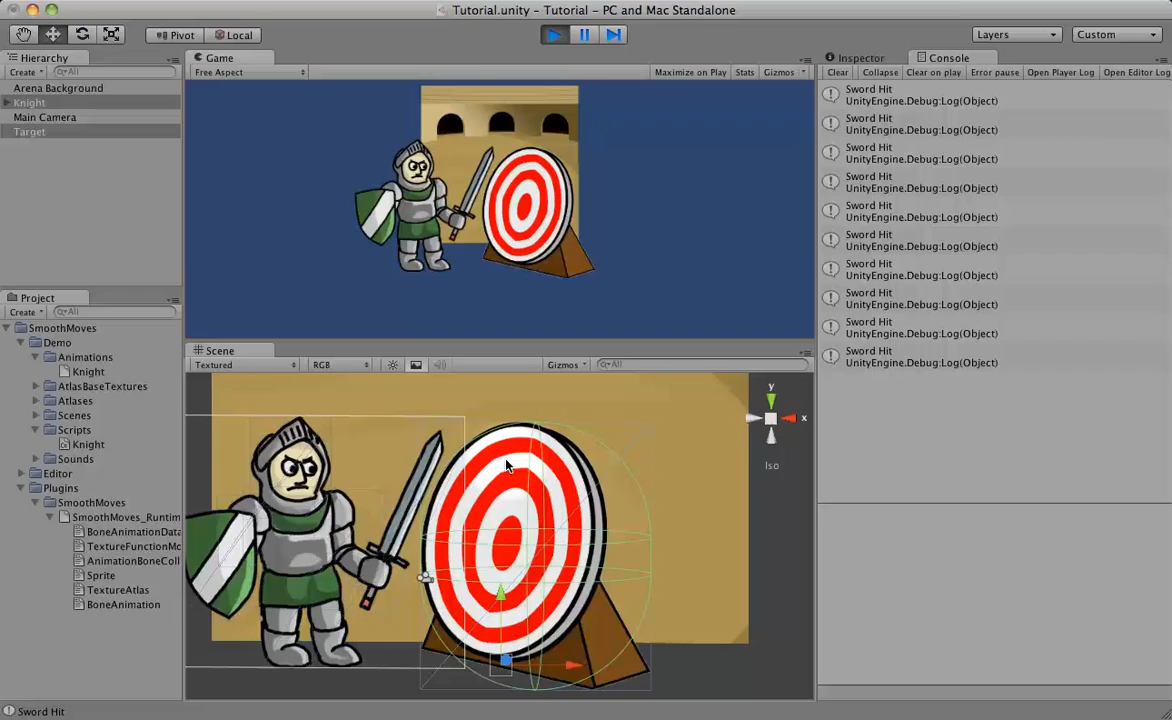 Tutorial.unity - Tutorial - PC and Mac Standalone
Pivot Local Layers Custom
Hierarchy
Create All
Arena Background
Knight
Main Camera
Target
Project
Create All
SmoothMoves
Demo
Animations
Knight
AtlasBaseTextures
Atlases
Scenes
Scripts
Knight
Sounds
Editor
Plugins
SmoothMoves
SmoothMoves_Runtim
BoneAnimationData
TextureFunctionMo
AnimationBoneColl
Sprite
TextureAtlas
BoneAnimation
Game
Free Aspect Maximize on Play Stats Gizmos
Scene
Textured RGB Gizmos All
y
x
Iso
Inspector Console
Clear Collapse Clear on play Error pause Open Player Log Open Editor Log
Sword Hit
UnityEngine.Debug:Log(Object)
Sword Hit
UnityEngine.Debug:Log(Object)
Sword Hit
UnityEngine.Debug:Log(Object)
Sword Hit
UnityEngine.Debug:Log(Object)
Sword Hit
UnityEngine.Debug:Log(Object)
Sword Hit
UnityEngine.Debug:Log(Object)
Sword Hit
UnityEngine.Debug:Log(Object)
Sword Hit
UnityEngine.Debug:Log(Object)
Sword Hit
UnityEngine.Debug:Log(Object)
Sword Hit
UnityEngine.Debug:Log(Object)
Sword Hit